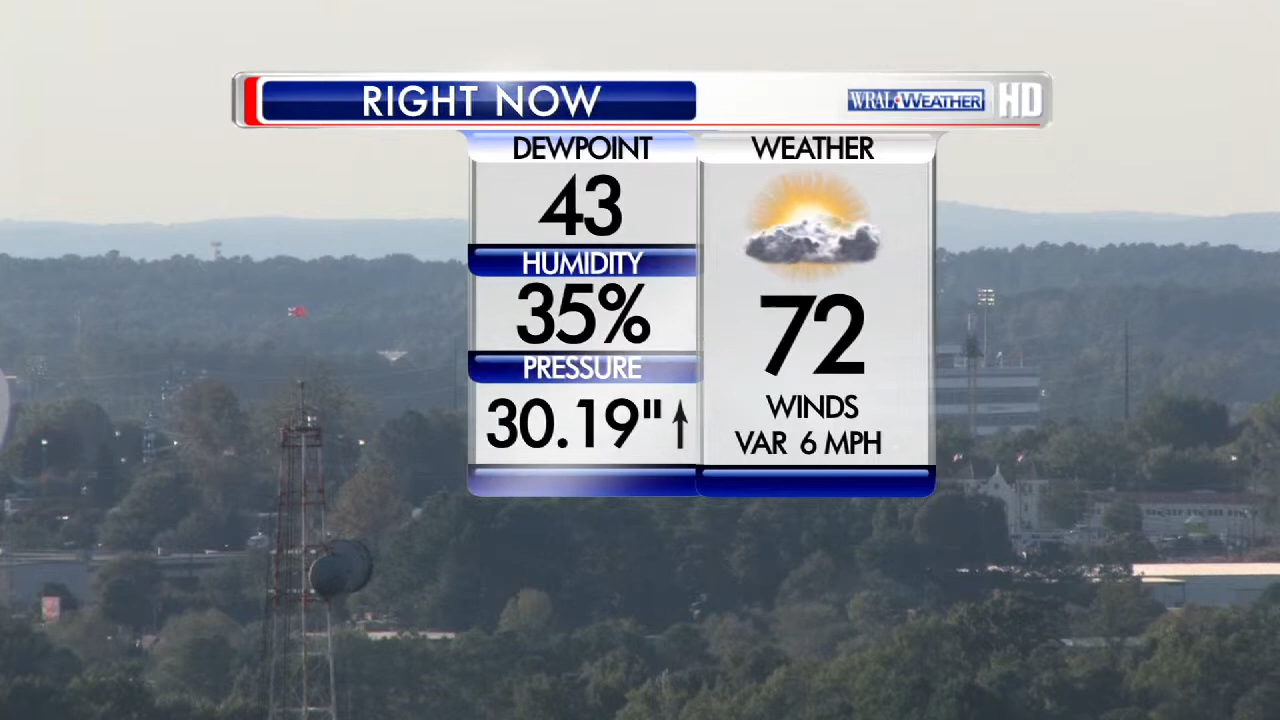 RIGHT NOW
WRAL WEATHER HD
DEWPOINT
43
HUMIDITY
35%
PRESSURE
30.19"
WEATHER
72
WINDS
VAR 6 MPH